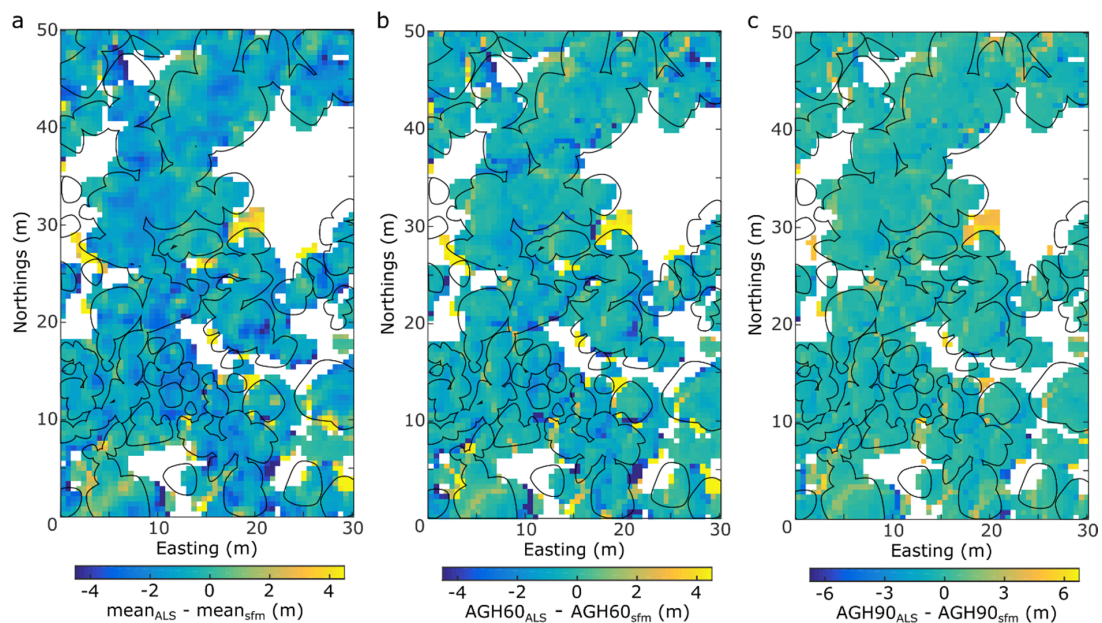 a b c
50 50 50
40 40 40
30 30 30
20 20 20
10 10 10
0 0 0
Northings (m) Northings (m) Northings (m)
0 10 20 30 0 10 20 30 0 10 20 30
Easting (m) Easting (m) Easting (m)
-4 -2 0 2 4 -4 -2 0 2 4 -6 -3 0 3 6
meanALS - meansfm (m) AGH60ALS - AGH60sfm (m) AGH90ALS - AGH90sfm (m)